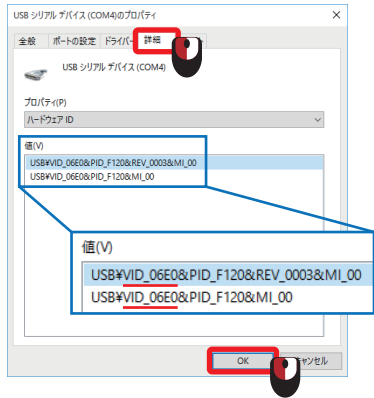 USB シリアル デバイス (COM4)のプロパティ
全般 ポートの設定 ドライバー 詳細
USB シリアル デバイス (COM4)
プロパティ(P)
ハードウェア ID
値(V)
USB¥VID_06E0&PID_F120&REV_0003&MI_00
USB¥VID_06E0&PID_F120&MI_00
値(V)
USB¥VID_06E0&PID_F120&REV_0003&MI_00
USB¥VID_06E0&PID_F120&MI_00
OK キャンセル